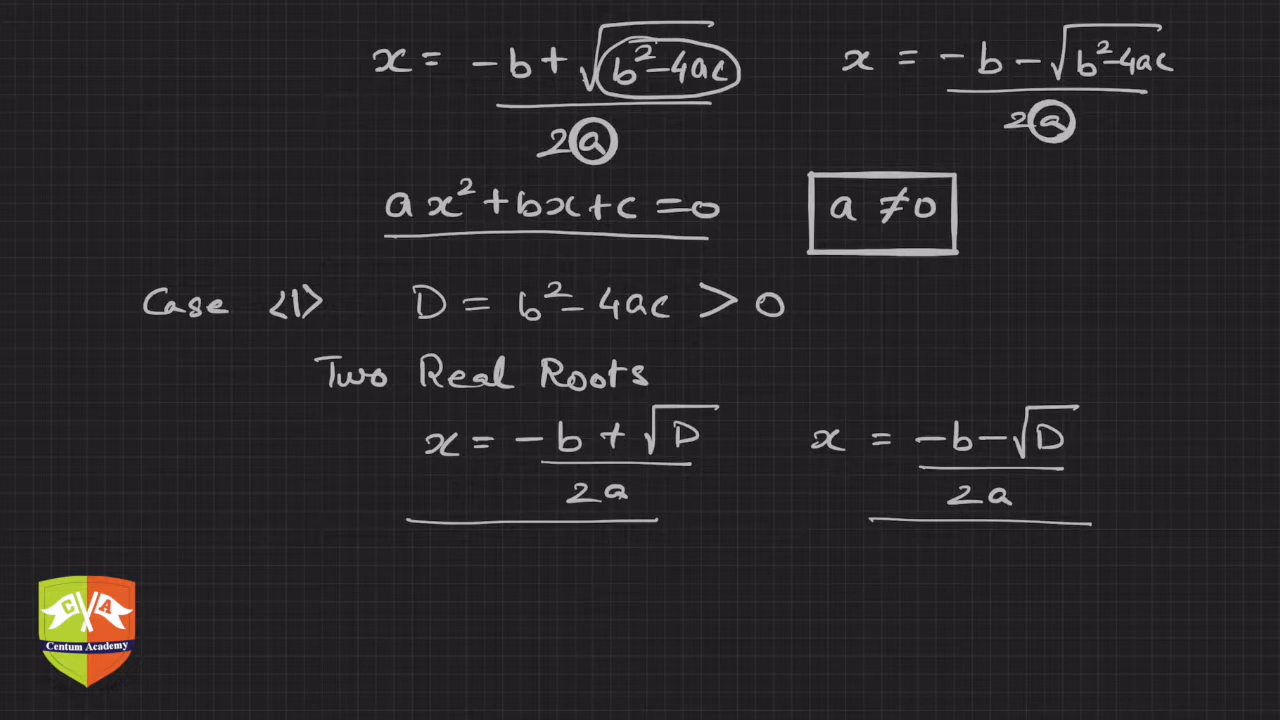 x = -b + √(b² - 4ac) / 2a    x = -b - √(b² - 4ac) / 2a
ax² + bx + c = 0    a ≠ 0
Case <1>    D = b² - 4ac > 0
Two Real Roots
x = -b + √D / 2a    x = -b - √D / 2a
C A
Centum Academy